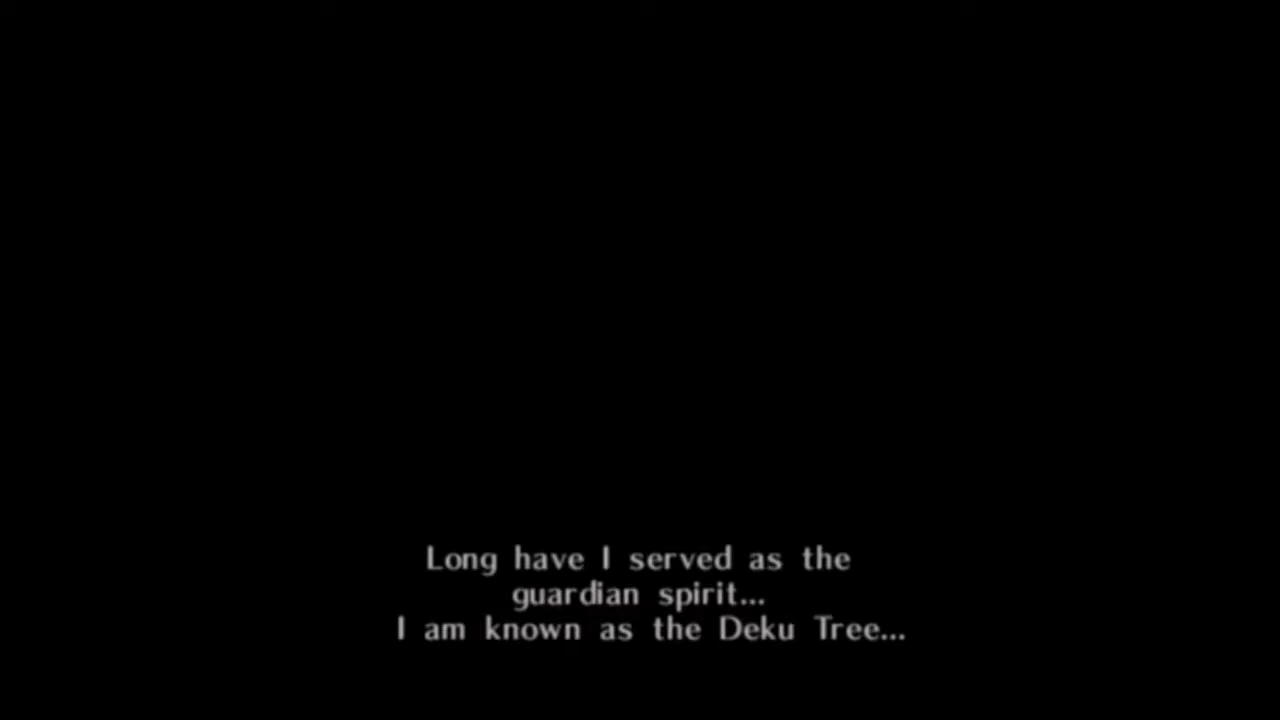 Long have I served as the
guardian spirit...
I am known as the Deku Tree...